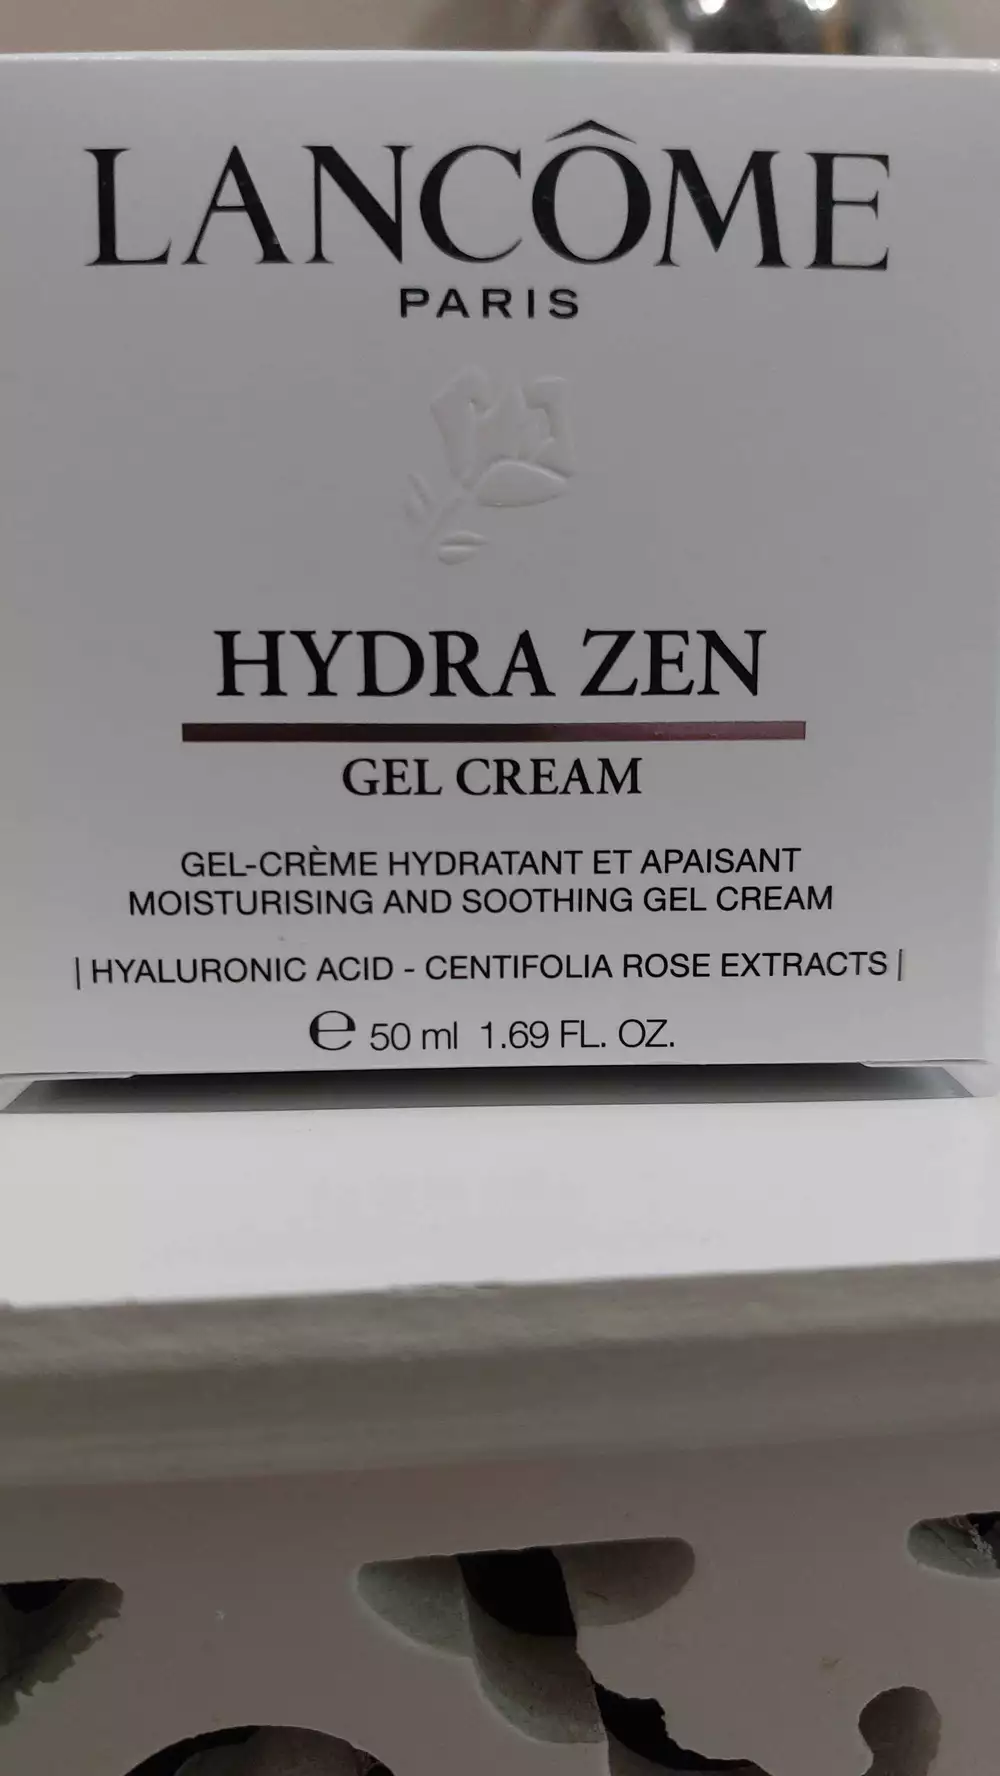 LANCÔME
PARIS
HYDRA ZEN
GEL CREAM
GEL-CRÈME HYDRATANT ET APAISANT
MOISTURISING AND SOOTHING GEL CREAM
| HYALURONIC ACID - CENTIFOLIA ROSE EXTRACTS |
℮ 50 ml 1.69 FL. OZ.